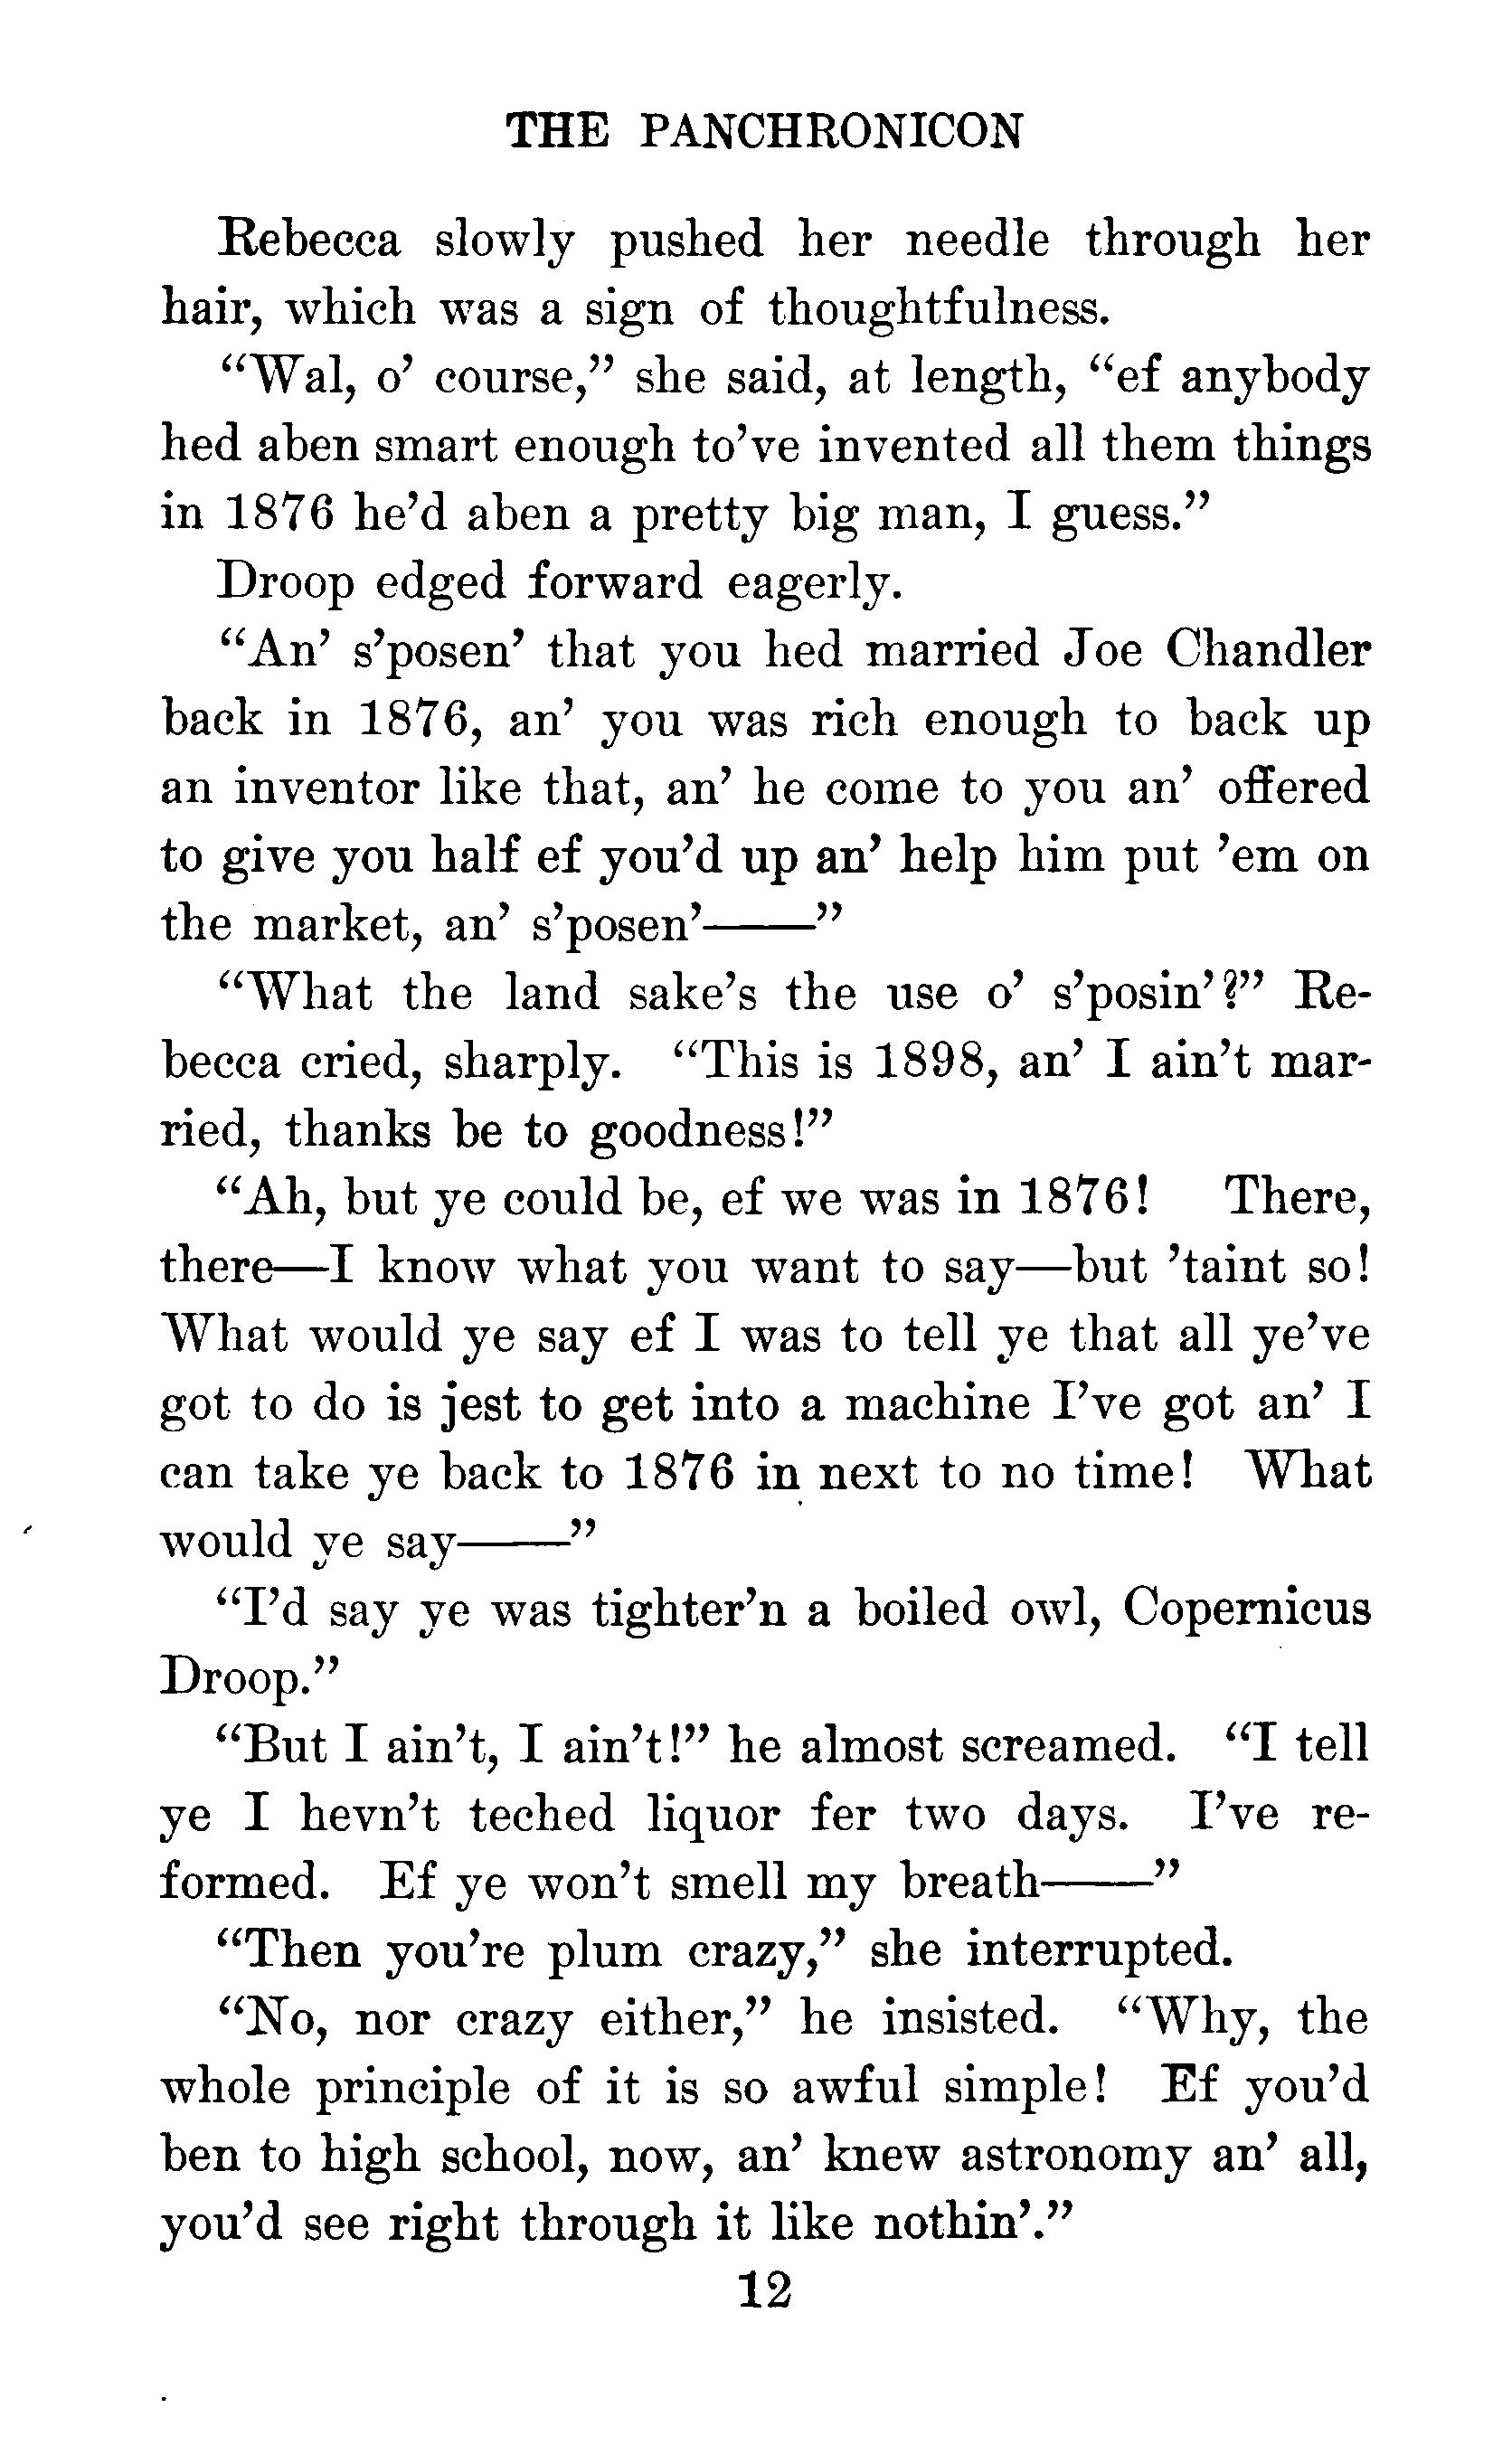 THE PANCHRONICON
Rebecca slowly pushed her needle through her
hair, which was a sign of thoughtfulness.
“Wal, o’ course,” she said, at length, “ef anybody
hed aben smart enough to’ve invented all them things
in 1876 he’d aben a pretty big man, I guess.”
Droop edged forward eagerly.
“An’ s’posen’ that you hed married Joe Chandler
back in 1876, an’ you was rich enough to back up
an inventor like that, an’ he come to you an’ offered
to give you half ef you’d up an’ help him put ’em on
the market, an’ s’posen’——”
“What the land sake’s the use o’ s’posin’?” Re-
becca cried, sharply. “This is 1898, an’ I ain’t mar-
ried, thanks be to goodness!”
“Ah, but ye could be, ef we was in 1876! There,
there—I know what you want to say—but ’taint so!
What would ye say ef I was to tell ye that all ye’ve
got to do is jest to get into a machine I’ve got an’ I
can take ye back to 1876 in next to no time! What
would ye say——”
“I’d say ye was tighter’n a boiled owl, Copernicus
Droop.”
“But I ain’t, I ain’t!” he almost screamed. “I tell
ye I hevn’t teched liquor fer two days. I’ve re-
formed. Ef ye won’t smell my breath——”
“Then you’re plum crazy,” she interrupted.
“No, nor crazy either,” he insisted. “Why, the
whole principle of it is so awful simple! Ef you’d
ben to high school, now, an’ knew astronomy an’ all,
you’d see right through it like nothin’.”
12